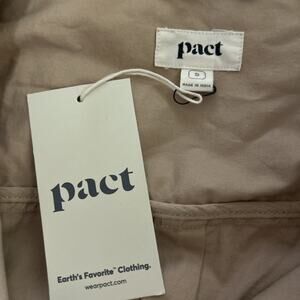 pact
S
MADE IN INDIA
pact
Earth's Favorite™ Clothing.
wearpact.com